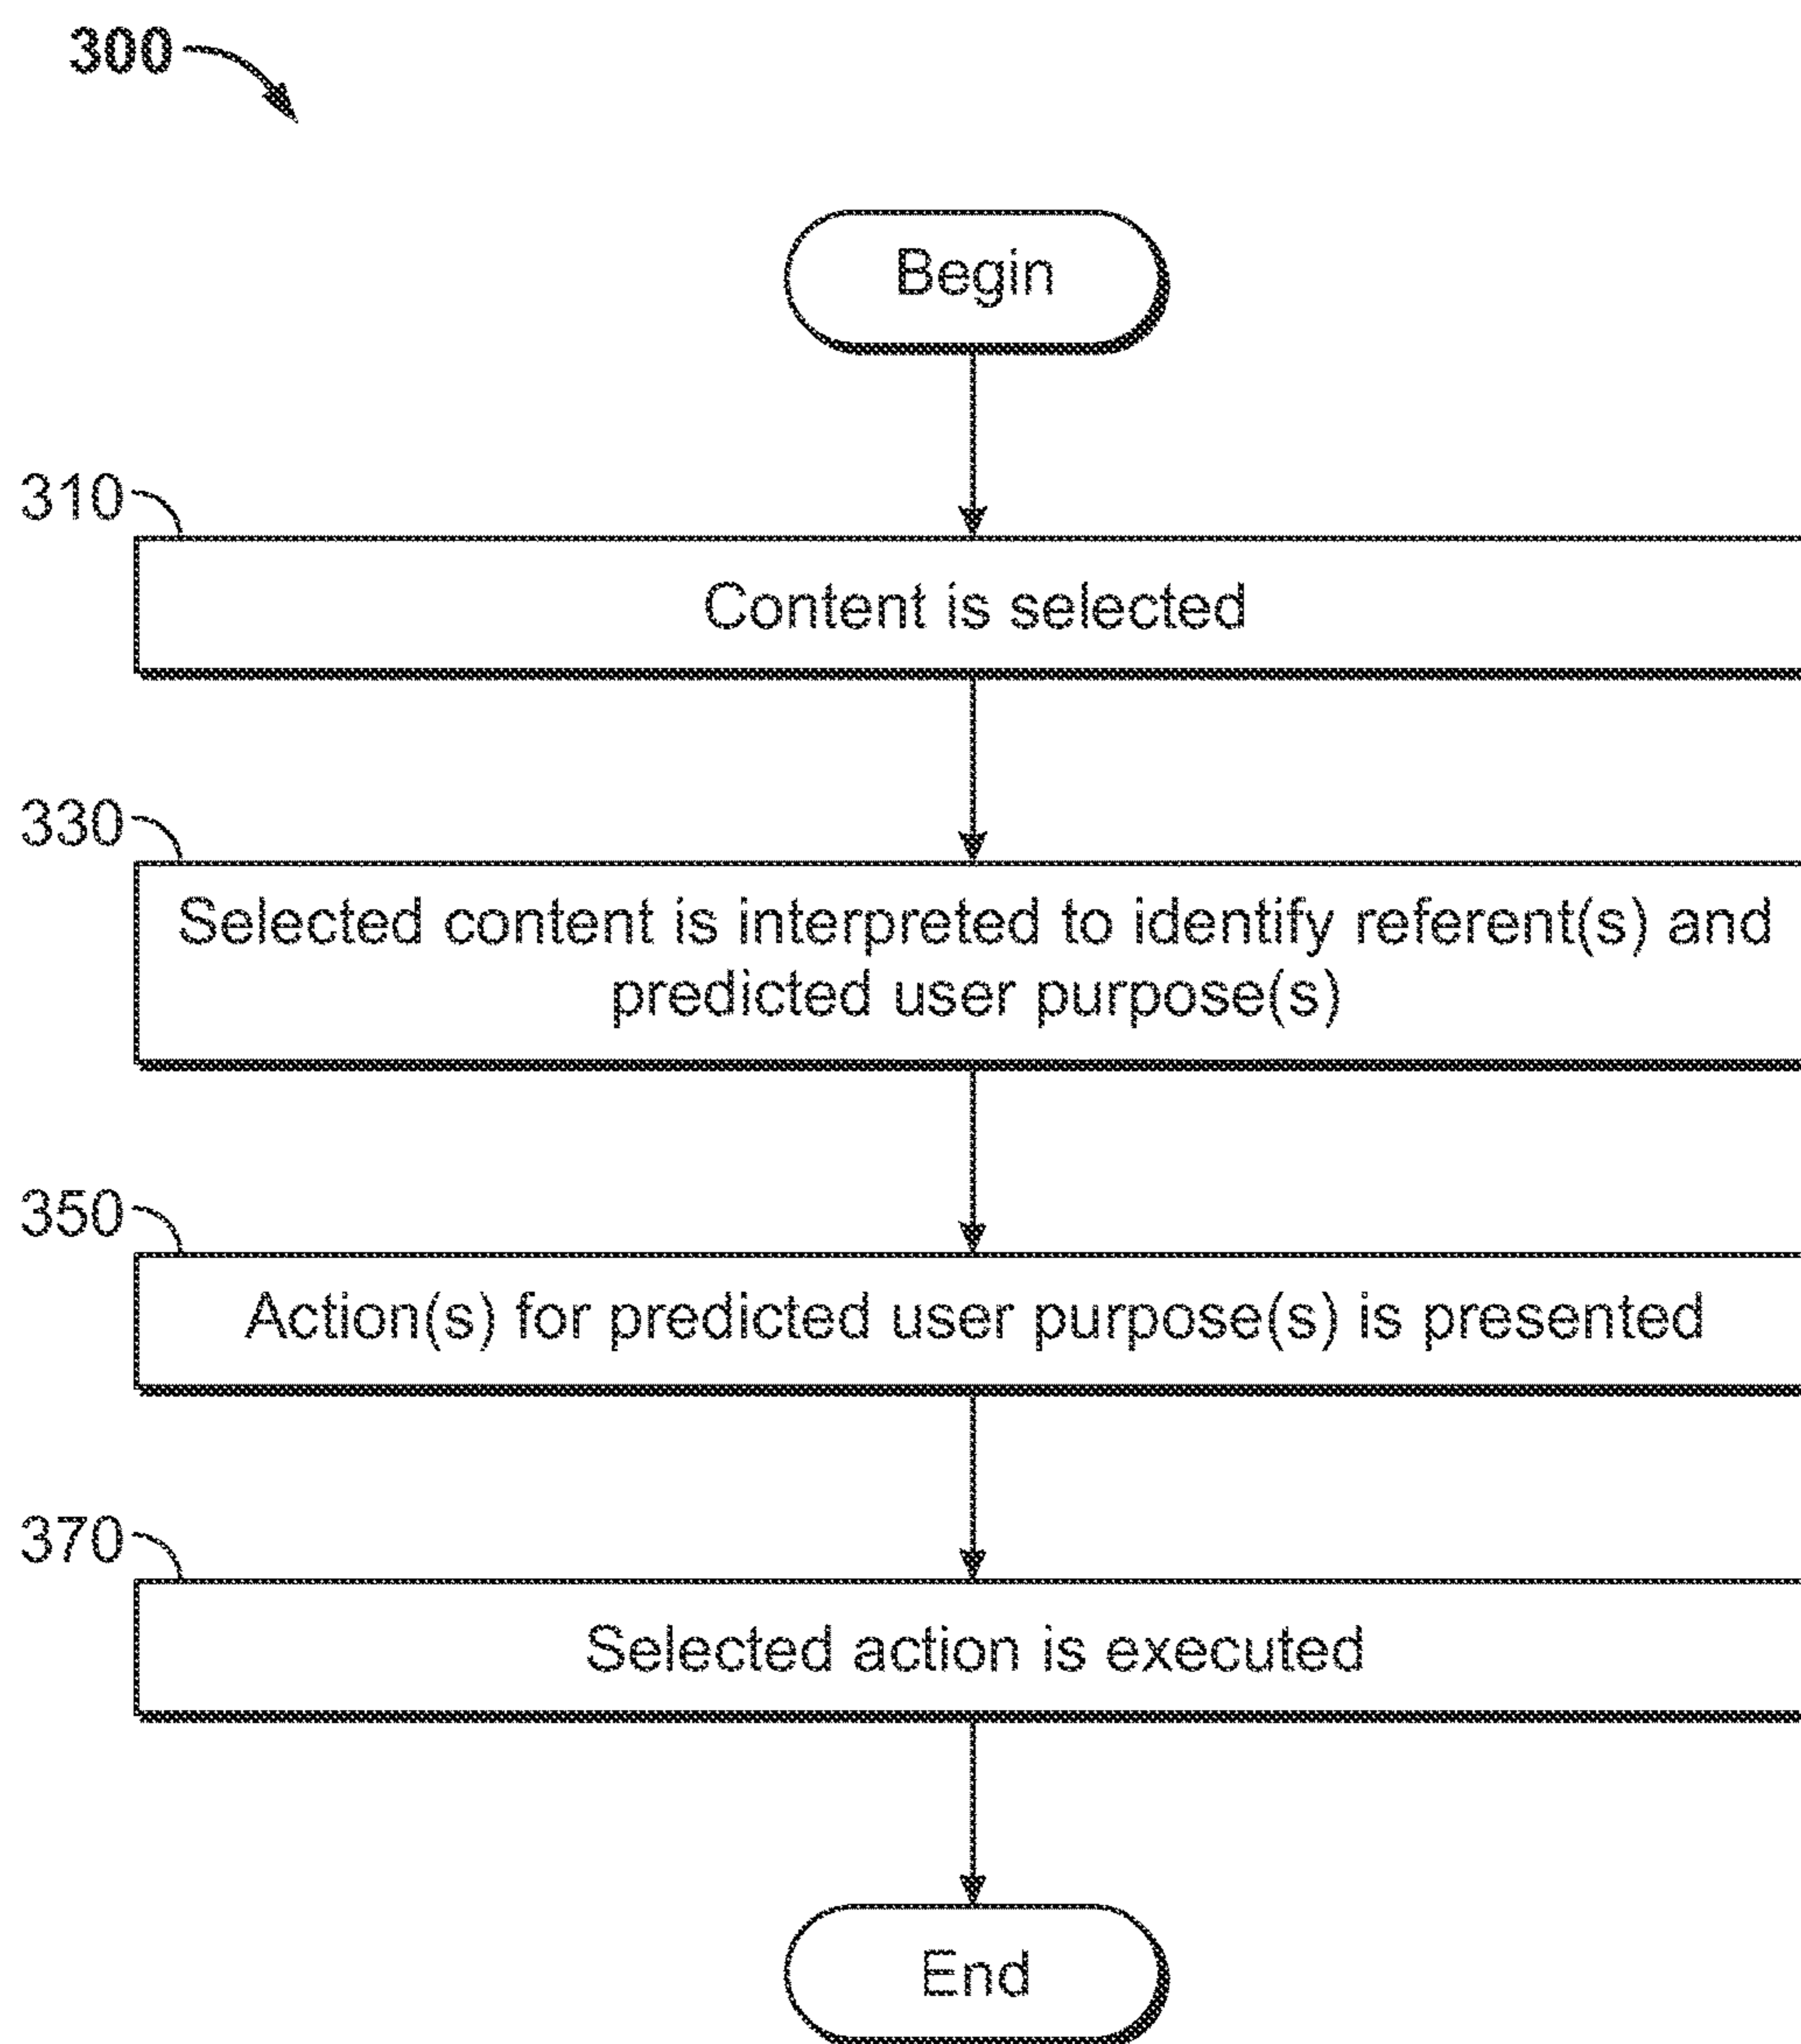 300
Begin
310
Content is selected
330
Selected content is interpreted to identify referent(s) and
predicted user purpose(s)
350
Action(s) for predicted user purpose(s) is presented
370
Selected action is executed
End